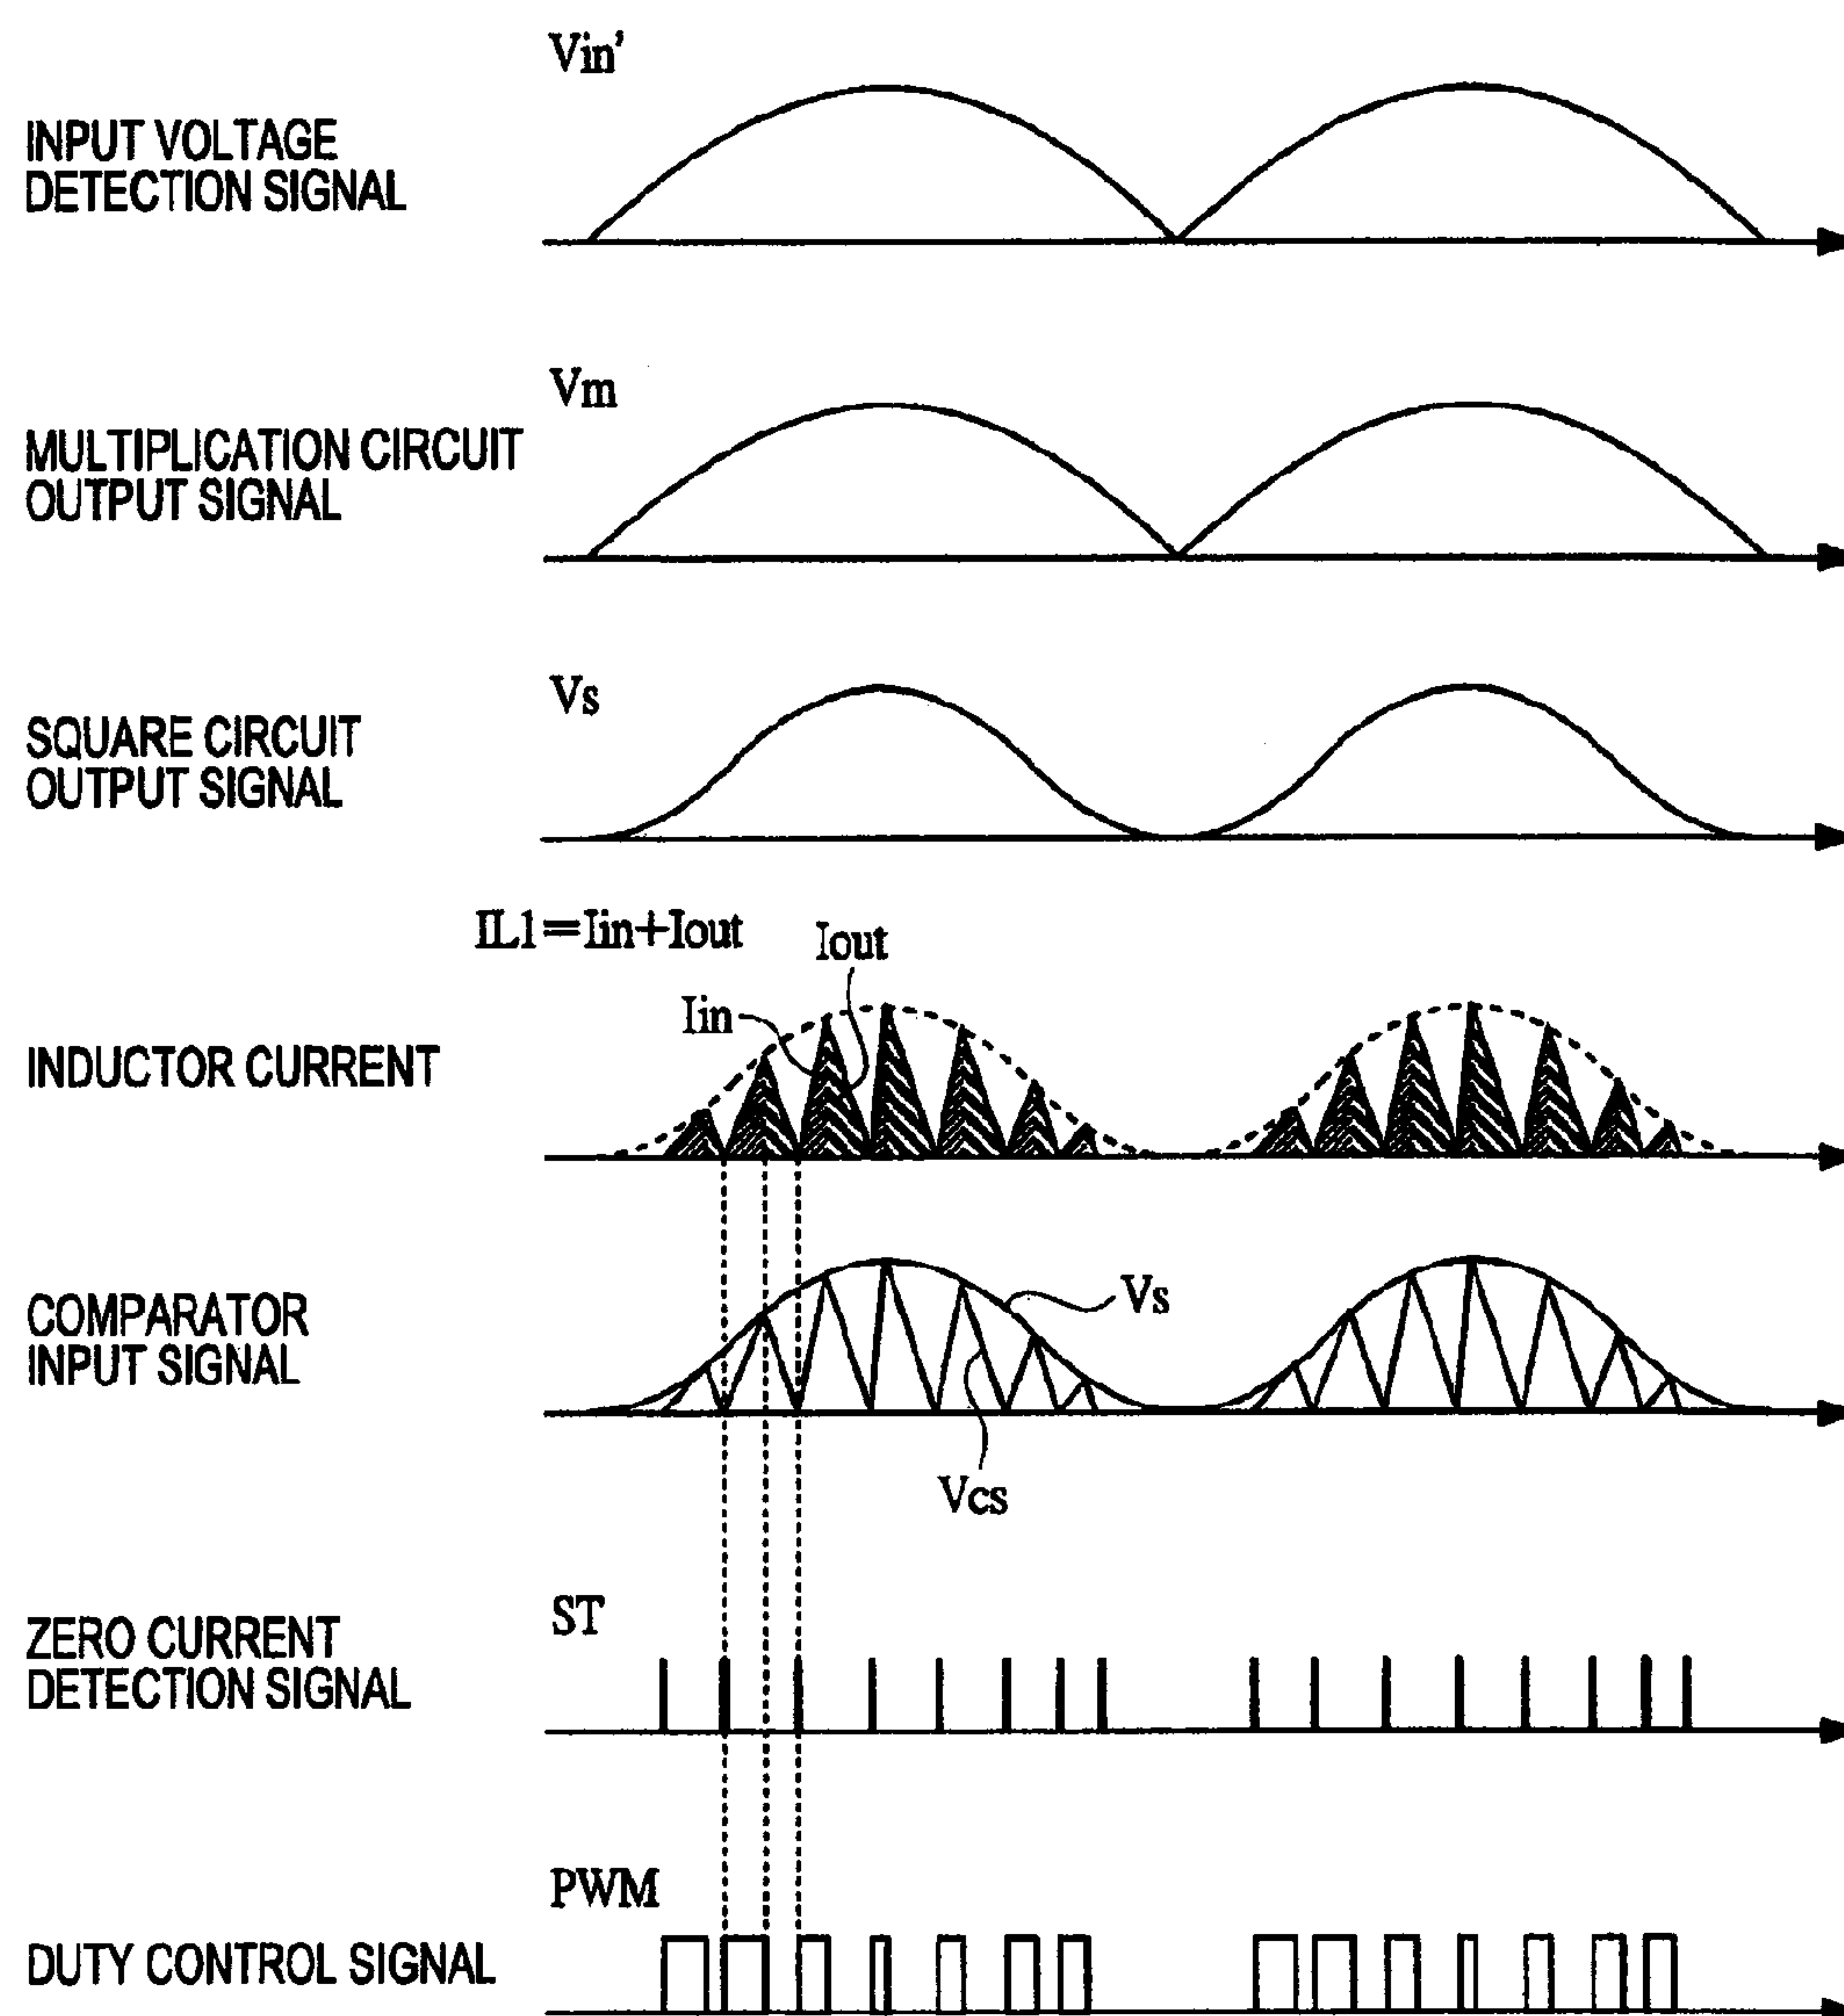 Vin'
INPUT VOLTAGE
DETECTION SIGNAL
Vm
MULTIPLICATION CIRCUIT
OUTPUT SIGNAL
Vs
SQUARE CIRCUIT
OUTPUT SIGNAL
IL1=Iin+Iout
Iout
Iin
INDUCTOR CURRENT
COMPARATOR
INPUT SIGNAL
Vs
Vcs
ST
ZERO CURRENT
DETECTION SIGNAL
PWM
DUTY CONTROL SIGNAL